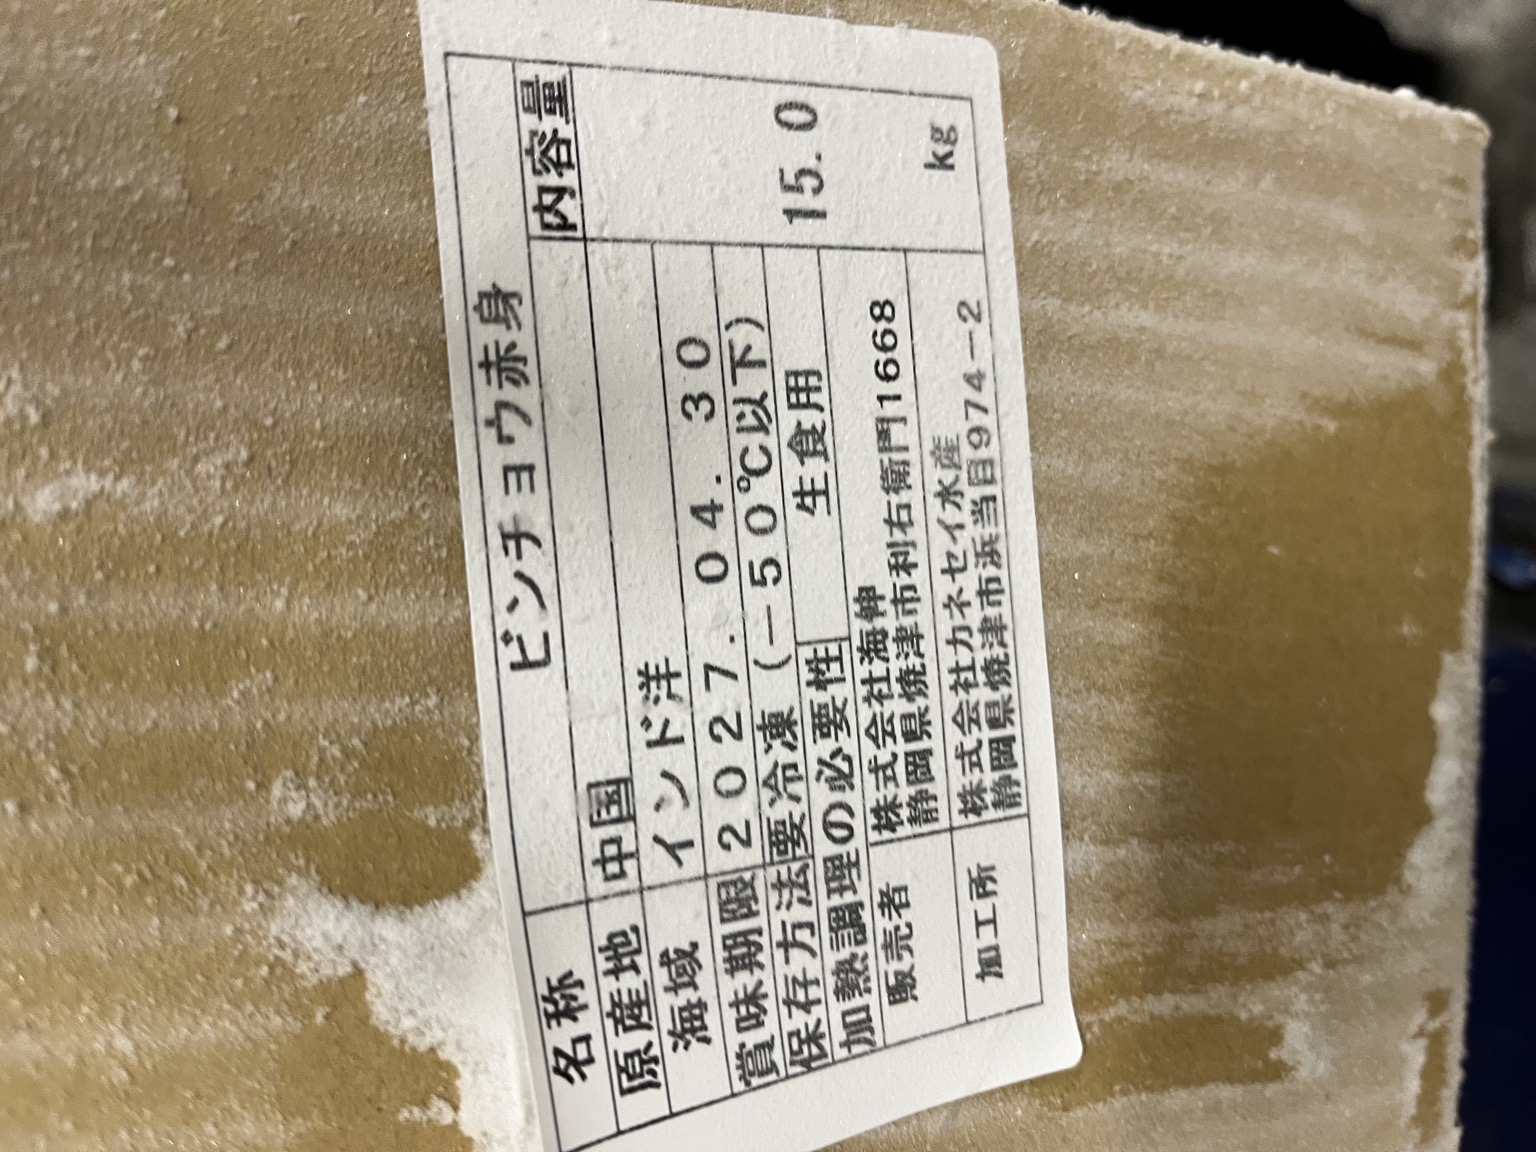 名称 ビンチョウ赤身
原産地 中国 内容量
海域 インド洋
賞味期限 2027. 04. 30
保存方法 要冷凍 (－50℃以下) 15.0
加熱調理の必要性 生食用
販売者 株式会社海伸
静岡県焼津市利右衛門1668
加工所 株式会社カネセイ水産 kg
静岡県焼津市浜当目974－2